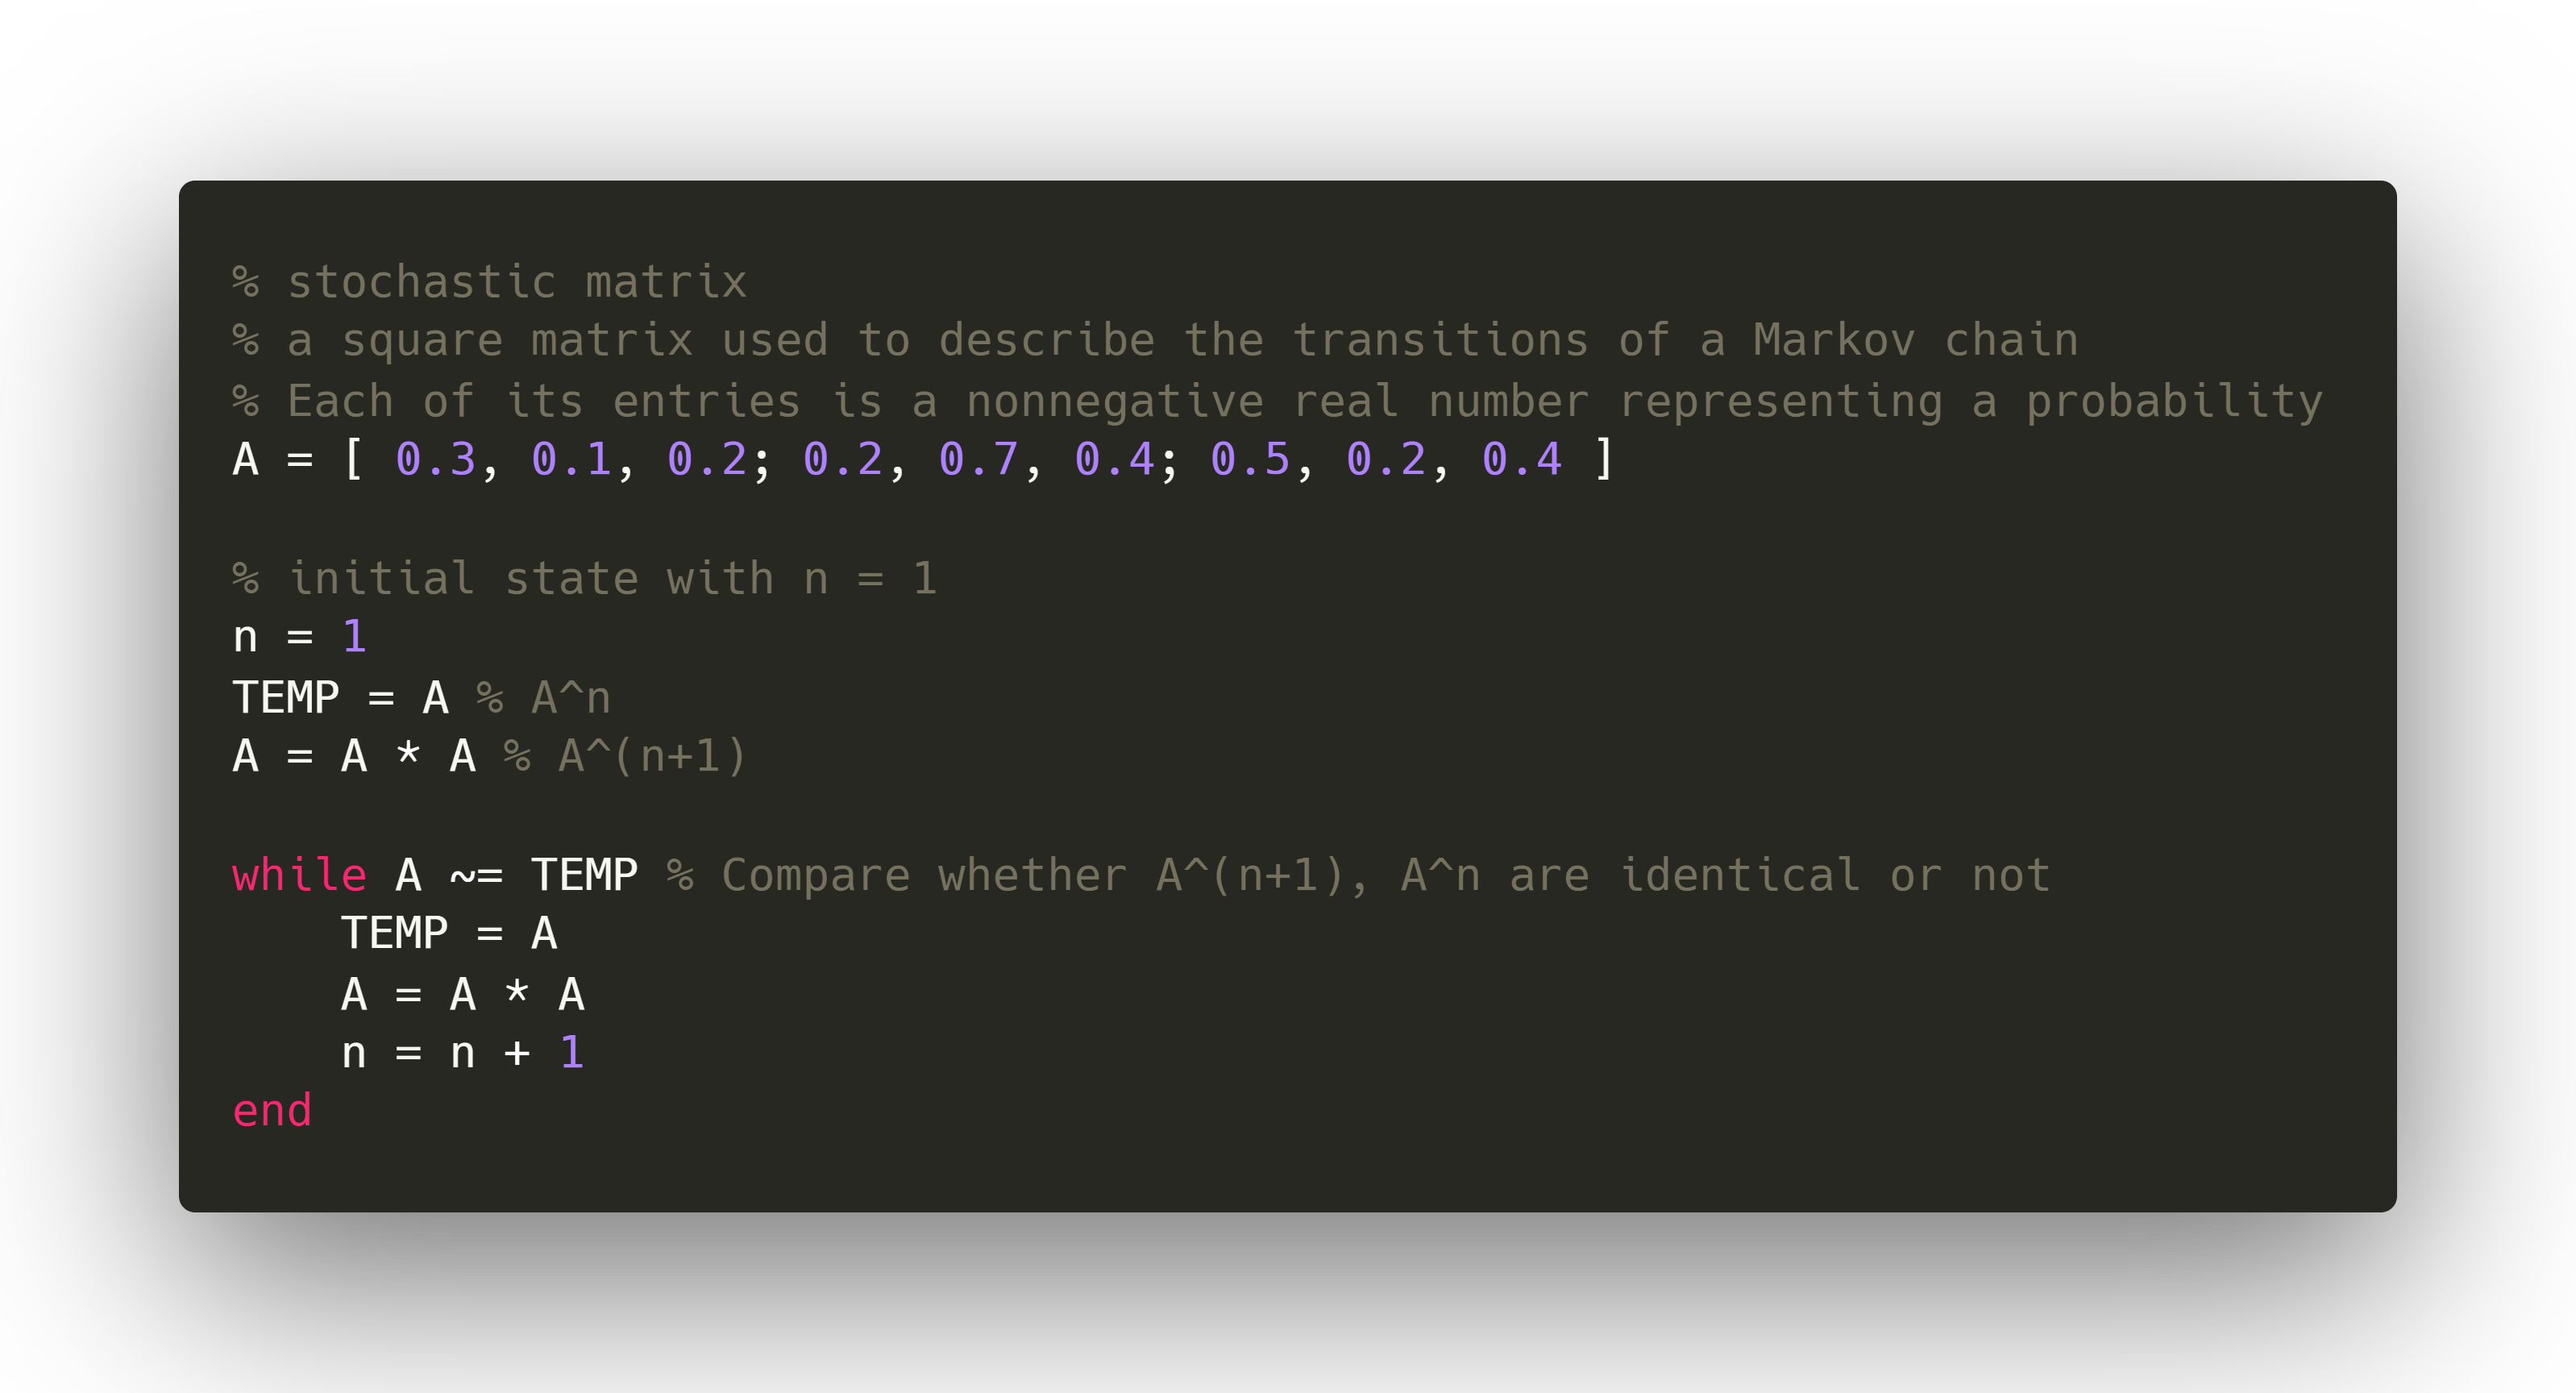 % stochastic matrix
% a square matrix used to describe the transitions of a Markov chain
% Each of its entries is a nonnegative real number representing a probability
A = [ 0.3, 0.1, 0.2; 0.2, 0.7, 0.4; 0.5, 0.2, 0.4 ]
% initial state with n = 1
n = 1
TEMP = A % A^n
A = A * A % A^(n+1)
while A ~= TEMP % Compare whether A^(n+1), A^n are identical or not
    TEMP = A
    A = A * A
    n = n + 1
end